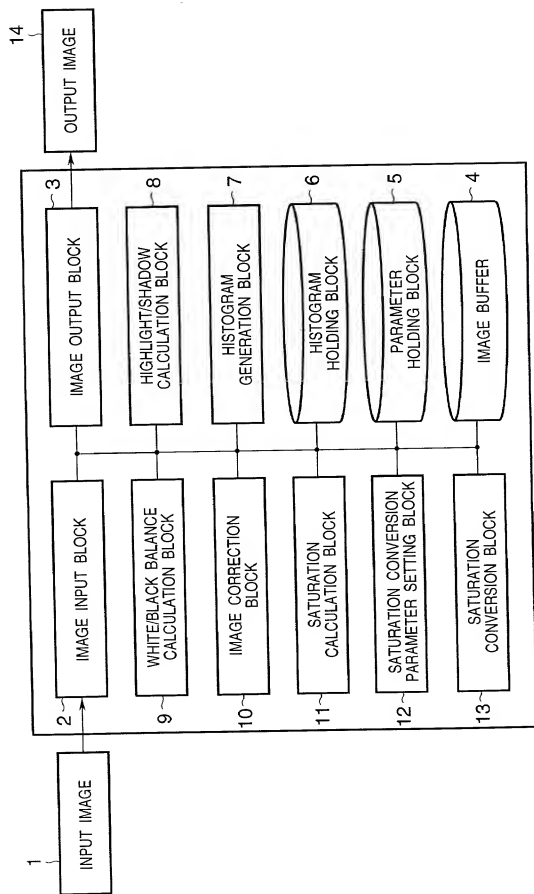 1
INPUT IMAGE
2
IMAGE INPUT BLOCK
3
IMAGE OUTPUT BLOCK
14
OUTPUT IMAGE
9
WHITE/BLACK BALANCE
CALCULATION BLOCK
8
HIGHLIGHT/SHADOW
CALCULATION BLOCK
10
IMAGE CORRECTION
BLOCK
7
HISTOGRAM
GENERATION BLOCK
11
SATURATION
CALCULATION BLOCK
6
HISTOGRAM
HOLDING BLOCK
12
SATURATION CONVERSION
PARAMETER SETTING BLOCK
5
PARAMETER
HOLDING BLOCK
13
SATURATION
CONVERSION BLOCK
4
IMAGE BUFFER